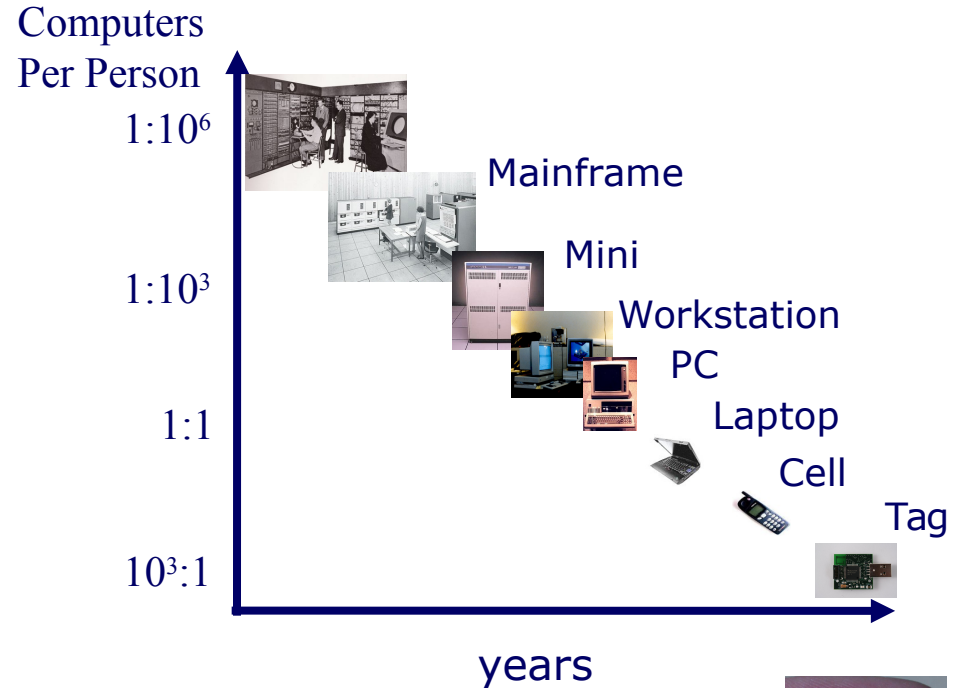 Computers
Per Person
1:10⁶
Mainframe
Mini
1:10³
Workstation
PC
Laptop
1:1
Cell
Tag
10³:1
years